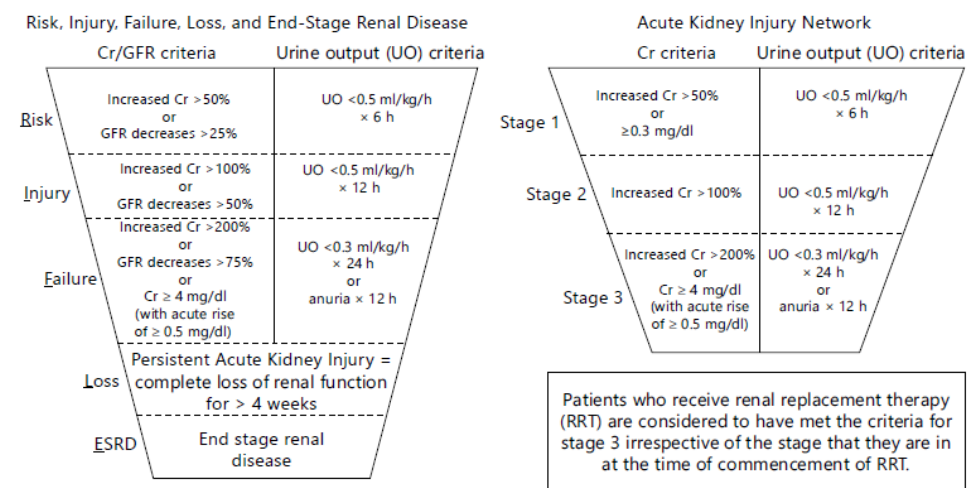 Risk, Injury, Failure, Loss, and End-Stage Renal Disease
Cr/GFR criteria
Urine output (UO) criteria
Risk
Increased Cr >50%
or
GFR decreases >25%
UO <0.5 ml/kg/h
× 6 h
Injury
Increased Cr >100%
or
GFR decreases >50%
UO <0.5 ml/kg/h
× 12 h
Failure
Increased Cr >200%
or
GFR decreases >75%
or
Cr ≥ 4 mg/dl
(with acute rise
of ≥ 0.5 mg/dl)
UO <0.3 ml/kg/h
× 24 h
or
anuria × 12 h
Loss
Persistent Acute Kidney Injury =
complete loss of renal function
for > 4 weeks
ESRD
End stage renal
disease
Acute Kidney Injury Network
Cr criteria
Urine output (UO) criteria
Stage 1
Increased Cr >50%
or
≥0.3 mg/dl
UO <0.5 ml/kg/h
× 6 h
Stage 2
Increased Cr >100%
UO <0.5 ml/kg/h
× 12 h
Stage 3
Increased Cr >200%
or
Cr ≥ 4 mg/dl
(with acute rise
of ≥ 0.5 mg/dl)
UO <0.3 ml/kg/h
× 24 h
or
anuria × 12 h
Patients who receive renal replacement therapy
(RRT) are considered to have met the criteria for
stage 3 irrespective of the stage that they are in
at the time of commencement of RRT.